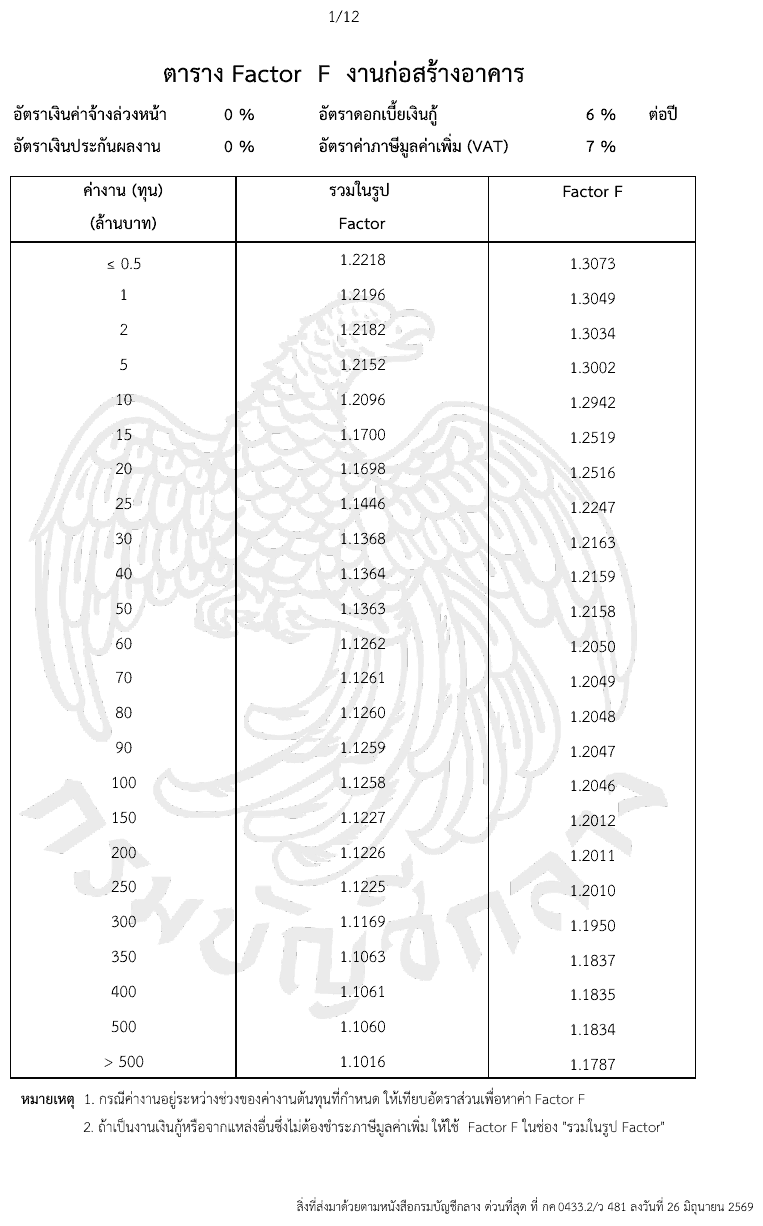 1/12
ตาราง Factor F งานก่อสร้างอาคาร
อัตราเงินค่าจ้างล่วงหน้า 0 % อัตราดอกเบี้ยเงินกู้ 6 % ต่อปี
อัตราเงินประกันผลงาน 0 % อัตราค่าภาษีมูลค่าเพิ่ม (VAT) 7 %
ค่างาน (ทุน) รวมในรูป Factor F
(ล้านบาท) Factor
≤ 0.5 1.2218 1.3073
1 1.2196 1.3049
2 1.2182 1.3034
5 1.2152 1.3002
10 1.2096 1.2942
15 1.1700 1.2519
20 1.1698 1.2516
25 1.1446 1.2247
30 1.1368 1.2163
40 1.1364 1.2159
50 1.1363 1.2158
60 1.1262 1.2050
70 1.1261 1.2049
80 1.1260 1.2048
90 1.1259 1.2047
100 1.1258 1.2046
150 1.1227 1.2012
200 1.1226 1.2011
250 1.1225 1.2010
300 1.1169 1.1950
350 1.1063 1.1837
400 1.1061 1.1835
500 1.1060 1.1834
> 500 1.1016 1.1787
กรมบัญชีกลาง
หมายเหตุ 1. กรณีค่างานอยู่ระหว่างช่วงของค่างานต้นทุนที่กำหนด ให้เทียบอัตราส่วนเพื่อหาค่า Factor F
2. ถ้าเป็นงานเงินกู้หรือจากแหล่งอื่นซึ่งไม่ต้องชำระภาษีมูลค่าเพิ่ม ให้ใช้ Factor F ในช่อง "รวมในรูป Factor"
สิ่งที่ส่งมาด้วยตามหนังสือกรมบัญชีกลาง ด่วนที่สุด ที่ กค 0433.2/ว 481 ลงวันที่ 26 มิถุนายน 2569